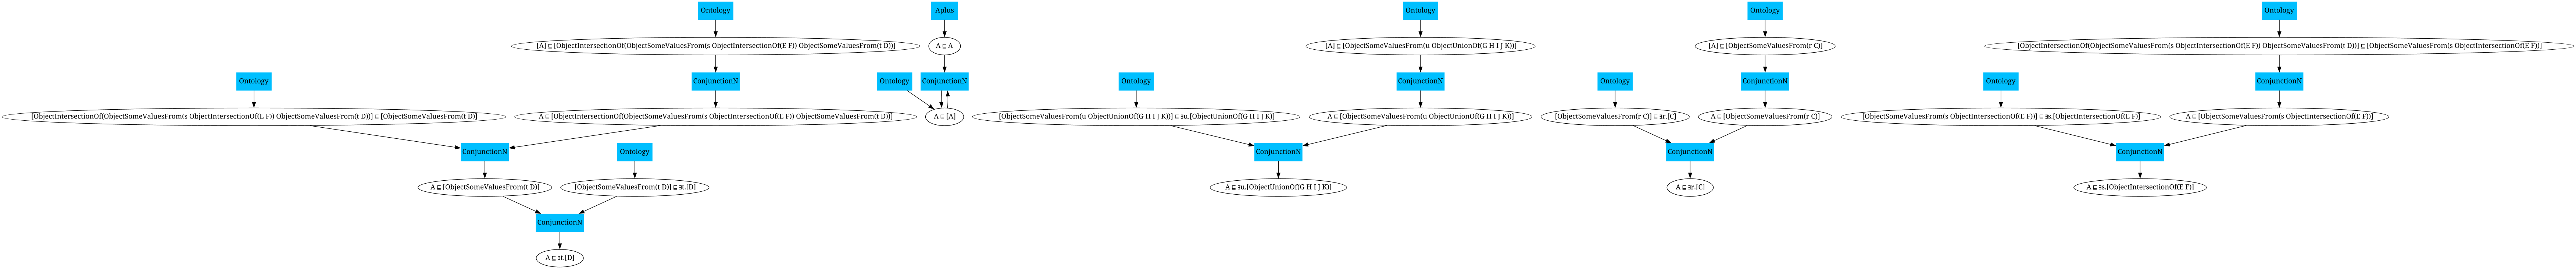 Ontology
Aplus
Ontology
Ontology
Ontology
[A] ⊑ [ObjectIntersectionOf(ObjectSomeValuesFrom(s ObjectIntersectionOf(E F)) ObjectSomeValuesFrom(t D))]
A ⊑ A
[A] ⊑ [ObjectSomeValuesFrom(u ObjectUnionOf(G H I J K))]
[A] ⊑ [ObjectSomeValuesFrom(r C)]
[ObjectIntersectionOf(ObjectSomeValuesFrom(s ObjectIntersectionOf(E F)) ObjectSomeValuesFrom(t D))] ⊑ [ObjectSomeValuesFrom(s ObjectIntersectionOf(E F))]
Ontology
ConjunctionN
Ontology
ConjunctionN
Ontology
ConjunctionN
Ontology
ConjunctionN
Ontology
ConjunctionN
[ObjectIntersectionOf(ObjectSomeValuesFrom(s ObjectIntersectionOf(E F)) ObjectSomeValuesFrom(t D))] ⊑ [ObjectSomeValuesFrom(t D)]
A ⊑ [ObjectIntersectionOf(ObjectSomeValuesFrom(s ObjectIntersectionOf(E F)) ObjectSomeValuesFrom(t D))]
A ⊑ [A]
[ObjectSomeValuesFrom(u ObjectUnionOf(G H I J K))] ⊑ ∃u.[ObjectUnionOf(G H I J K)]
A ⊑ [ObjectSomeValuesFrom(u ObjectUnionOf(G H I J K))]
[ObjectSomeValuesFrom(r C)] ⊑ ∃r.[C]
A ⊑ [ObjectSomeValuesFrom(r C)]
[ObjectSomeValuesFrom(s ObjectIntersectionOf(E F))] ⊑ ∃s.[ObjectIntersectionOf(E F)]
A ⊑ [ObjectSomeValuesFrom(s ObjectIntersectionOf(E F))]
ConjunctionN
Ontology
ConjunctionN
ConjunctionN
ConjunctionN
A ⊑ [ObjectSomeValuesFrom(t D)]
[ObjectSomeValuesFrom(t D)] ⊑ ∃t.[D]
A ⊑ ∃u.[ObjectUnionOf(G H I J K)]
A ⊑ ∃r.[C]
A ⊑ ∃s.[ObjectIntersectionOf(E F)]
ConjunctionN
A ⊑ ∃t.[D]